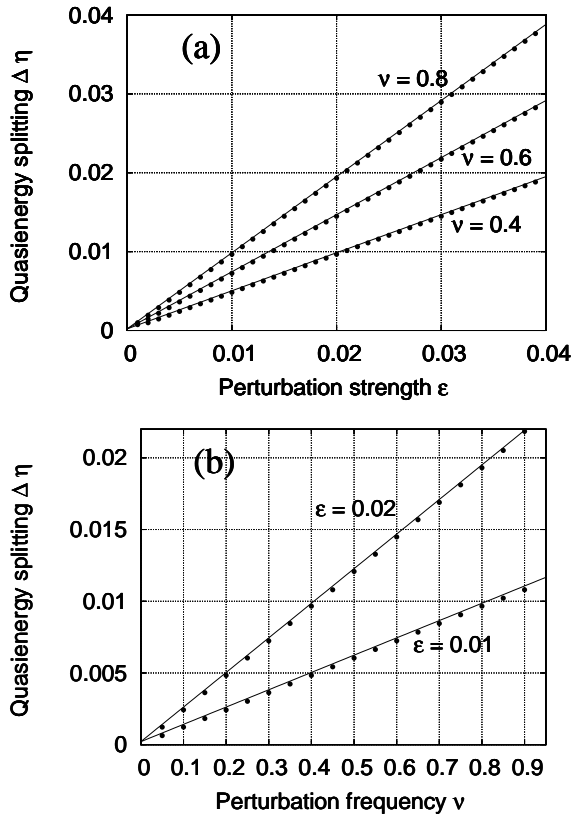 (a)
0.04
0.03
0.02
0.01
0
Quasienergy splitting Δ η
ν = 0.8
ν = 0.6
ν = 0.4
0 0.01 0.02 0.03 0.04
Perturbation strength ε
(b)
0.02
0.015
0.01
0.005
0
Quasienergy splitting Δ η
ε = 0.02
ε = 0.01
0 0.1 0.2 0.3 0.4 0.5 0.6 0.7 0.8 0.9
Perturbation frequency ν